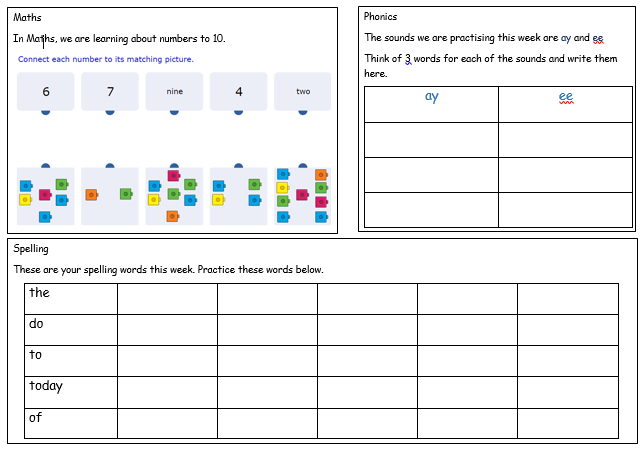 Maths
In Maths, we are learning about numbers to 10.
Connect each number to its matching picture.
6 7 nine 4 two
Phonics
The sounds we are practising this week are ay and ee
Think of 3 words for each of the sounds and write them
here.
ay ee
Spelling
These are your spelling words this week. Practice these words below.
the
do
to
today
of